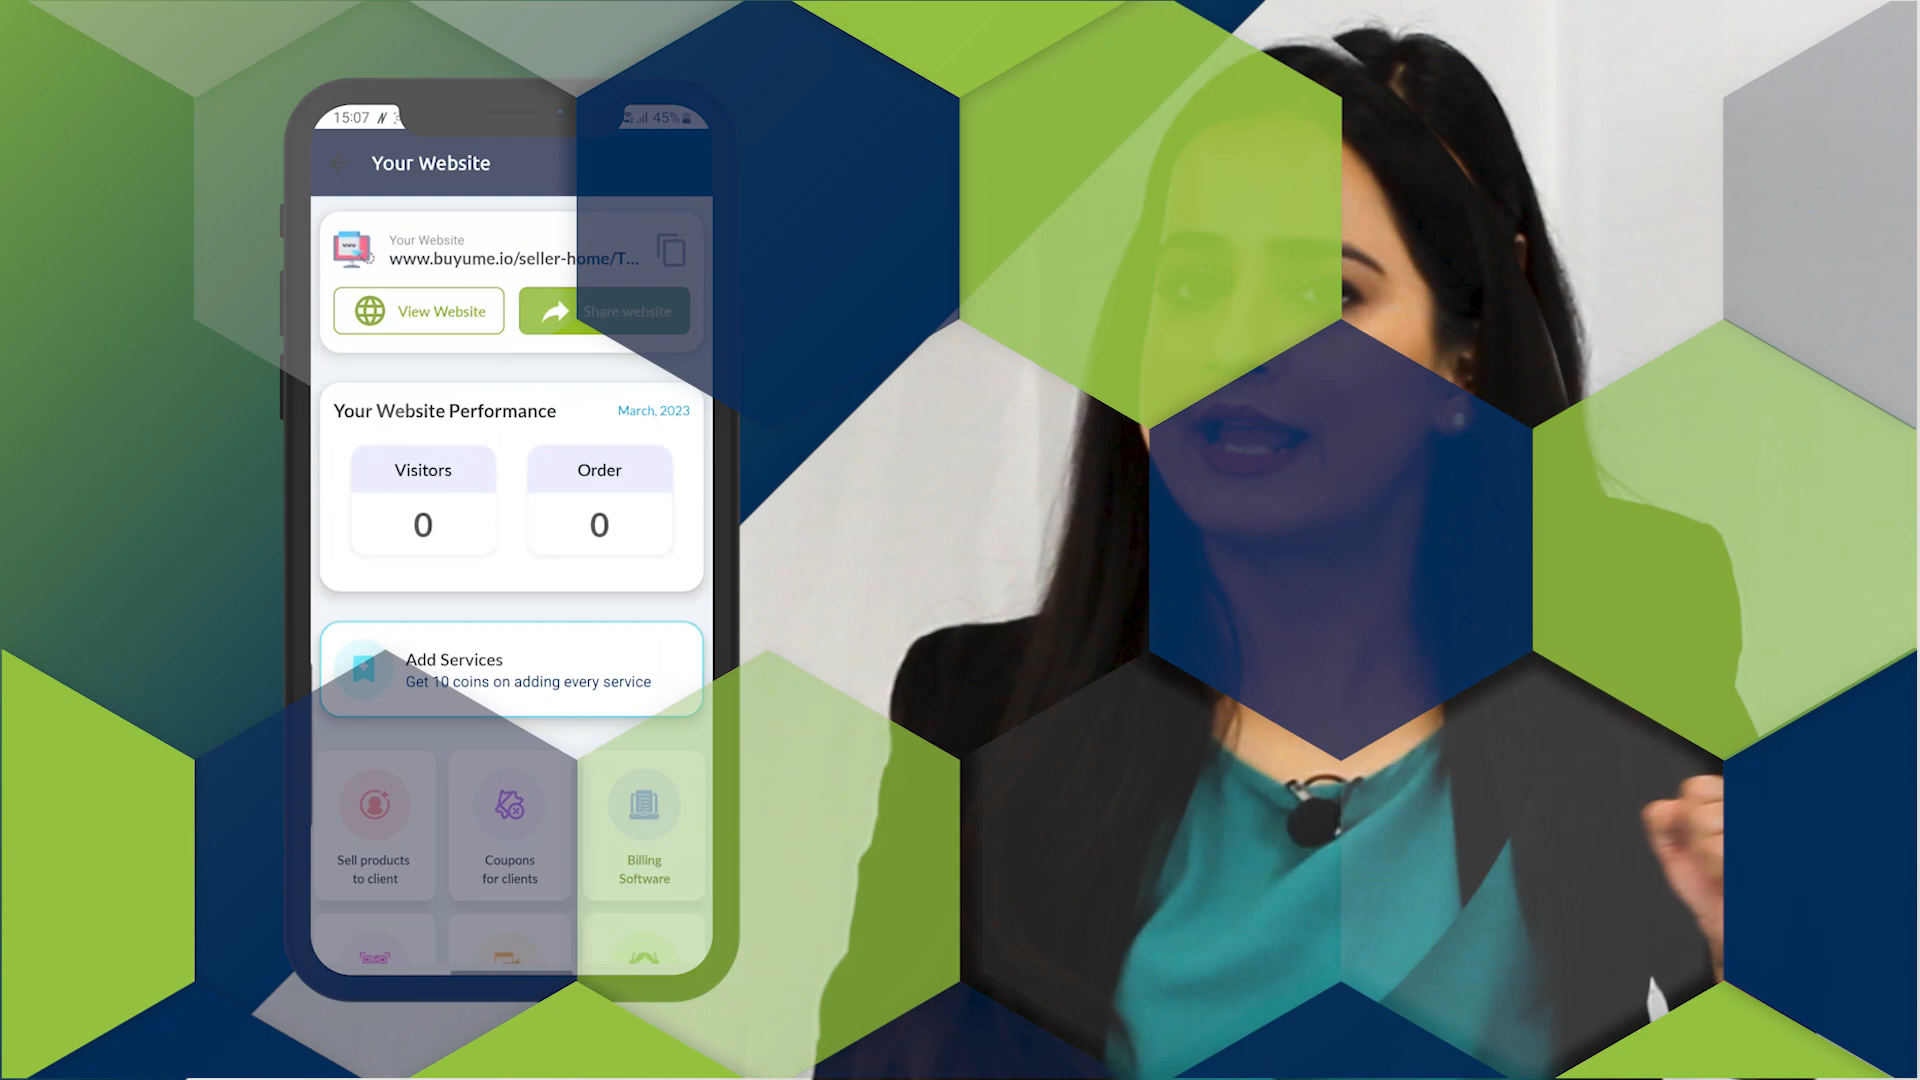 15:07
45%
Your Website
Your Website
www.buyume.io/seller-home/T...
View Website
Share website
Your Website Performance
March, 2023
Visitors
Order
0
0
Add Services
Get 10 coins on adding every service
Sell products
to client
Coupons
for clients
Billing
Software